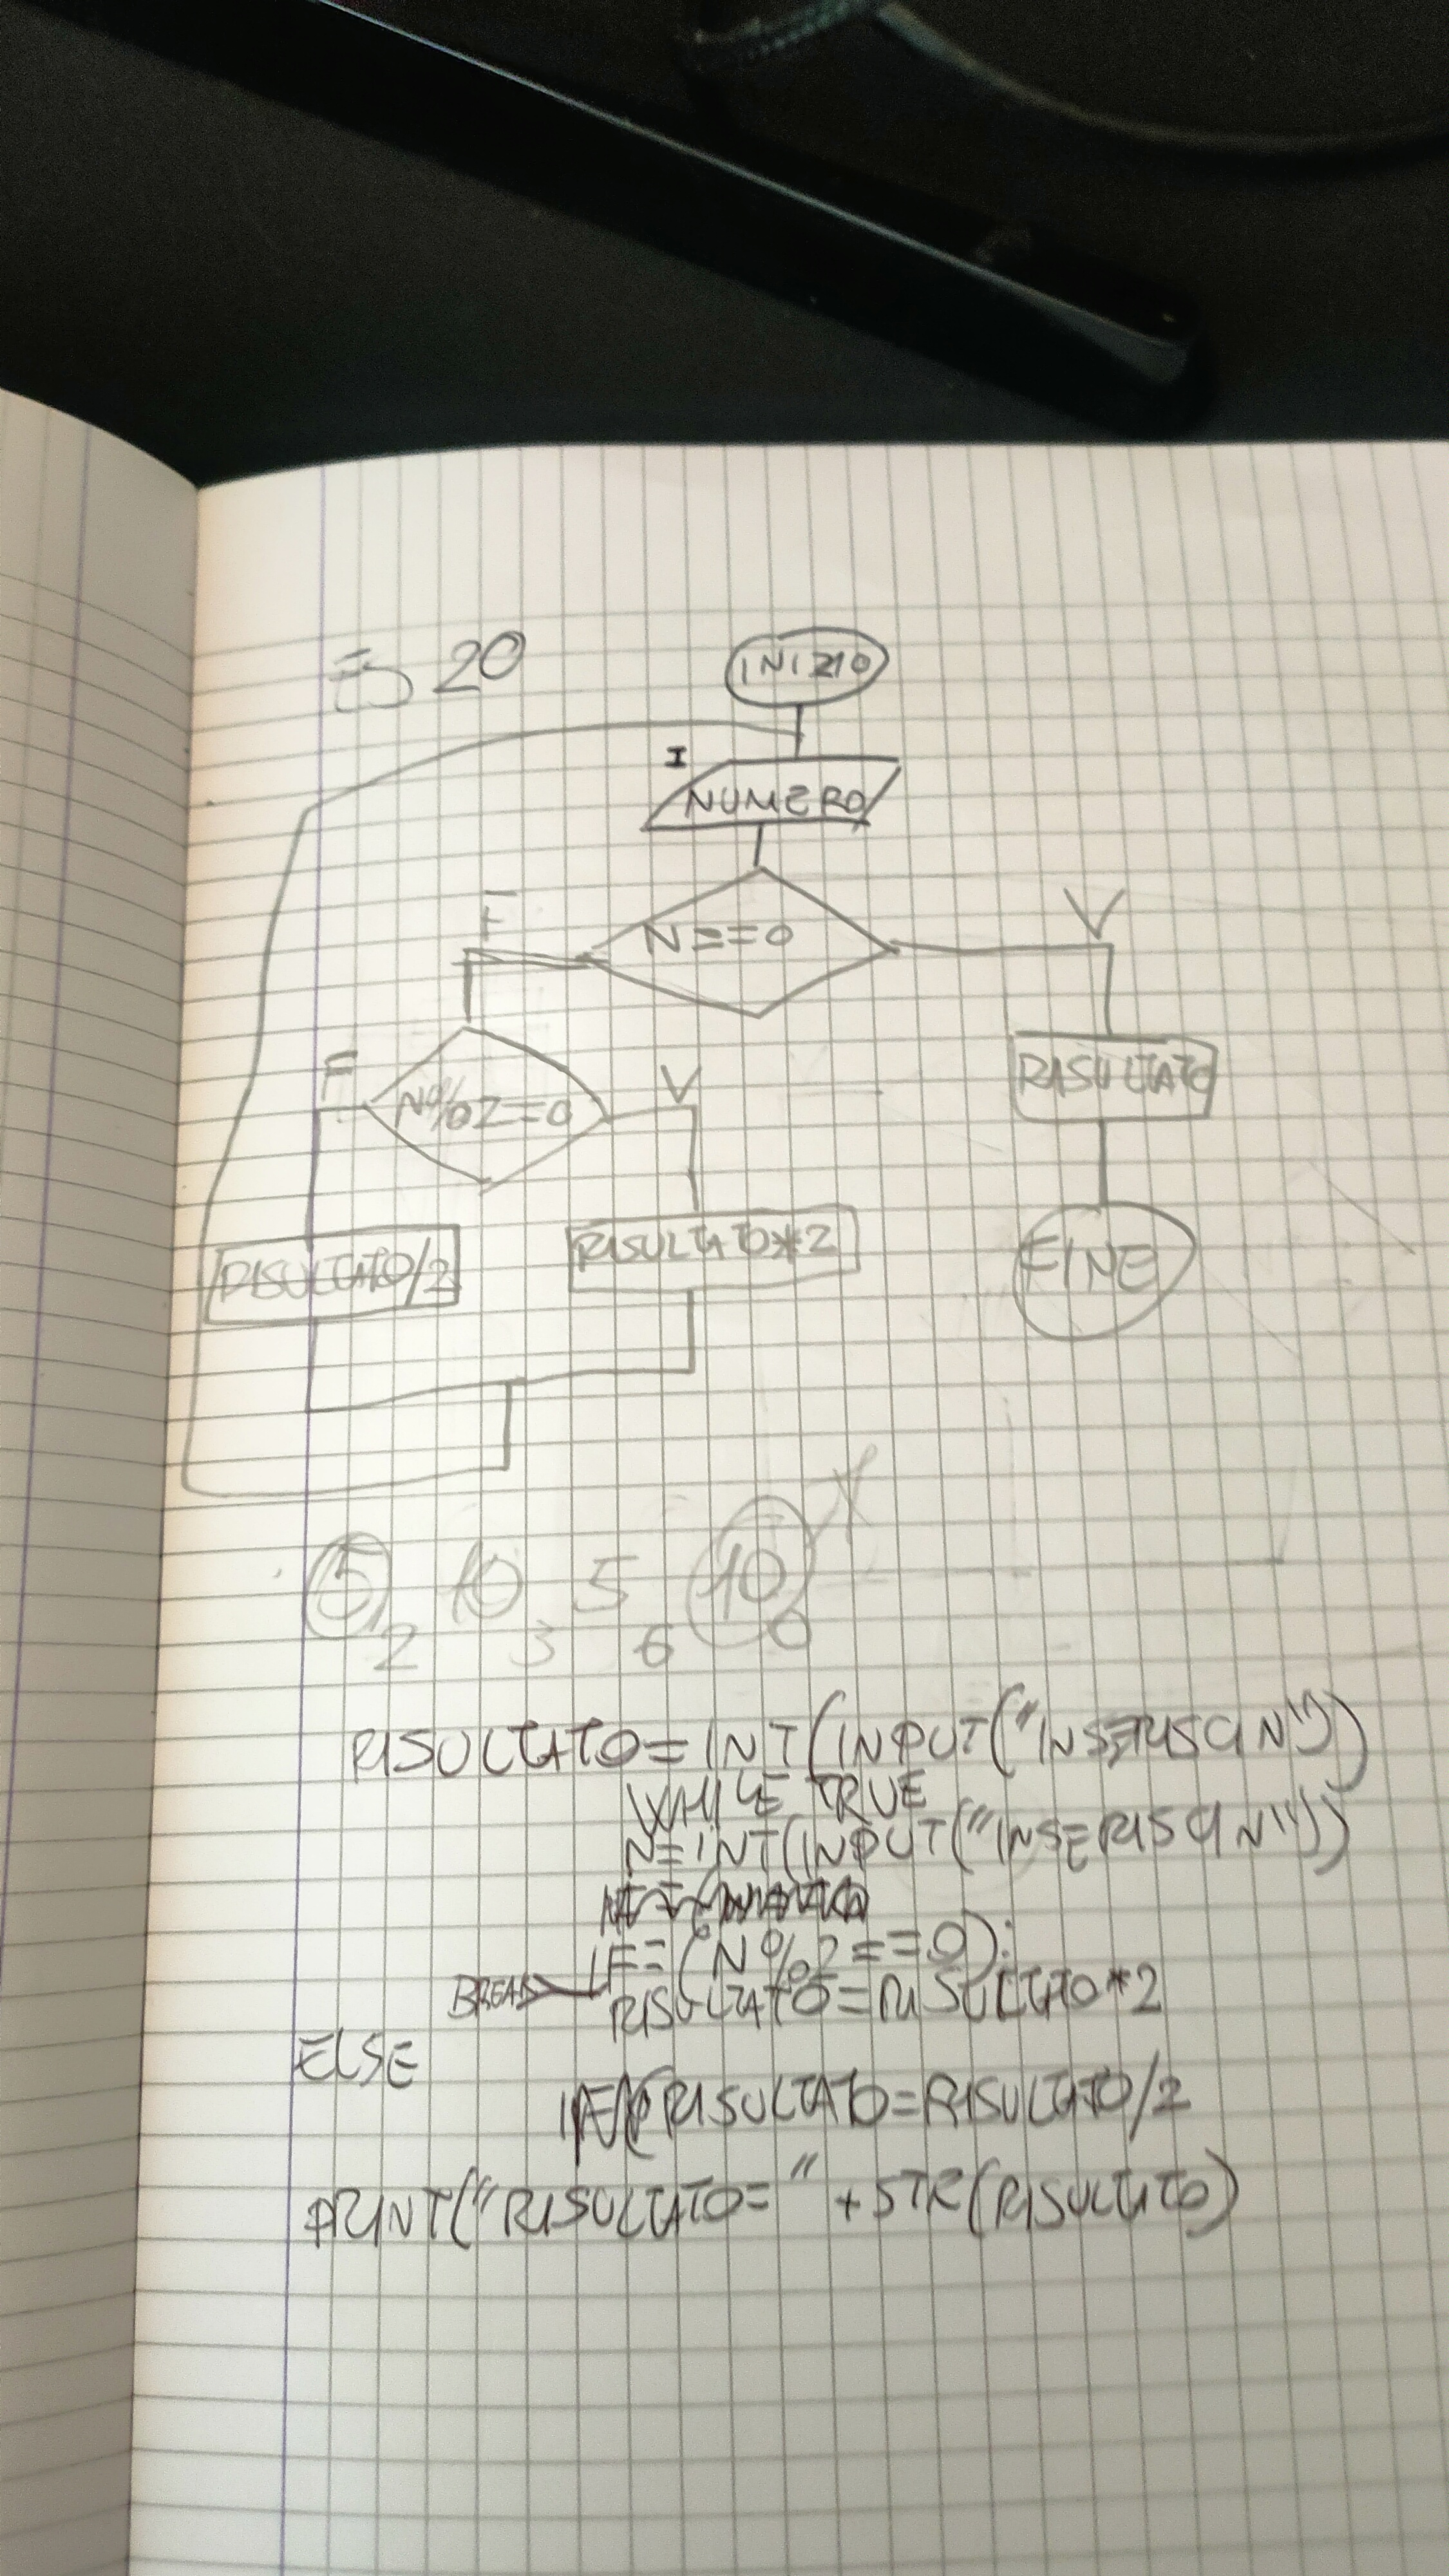 ES 20
INIZIO
I
NUMERO
N==0
F
V
N%2==0
F
V
RISULTATO
RISULTATO/2
RISULTATO*2
FINE
5 10 5 10
2 3 6 0
RISULTATO=INT(INPUT("INSERISCI N"))
WHILE TRUE
N=INT(INPUT("INSERISCI N"))
IF=(N%2==0):
BREAK
RISULTATO=RISULTATO*2
ELSE
RISULTATO=RISULTATO/2
PRINT("RISULTATO="+STR(RISULTATO)